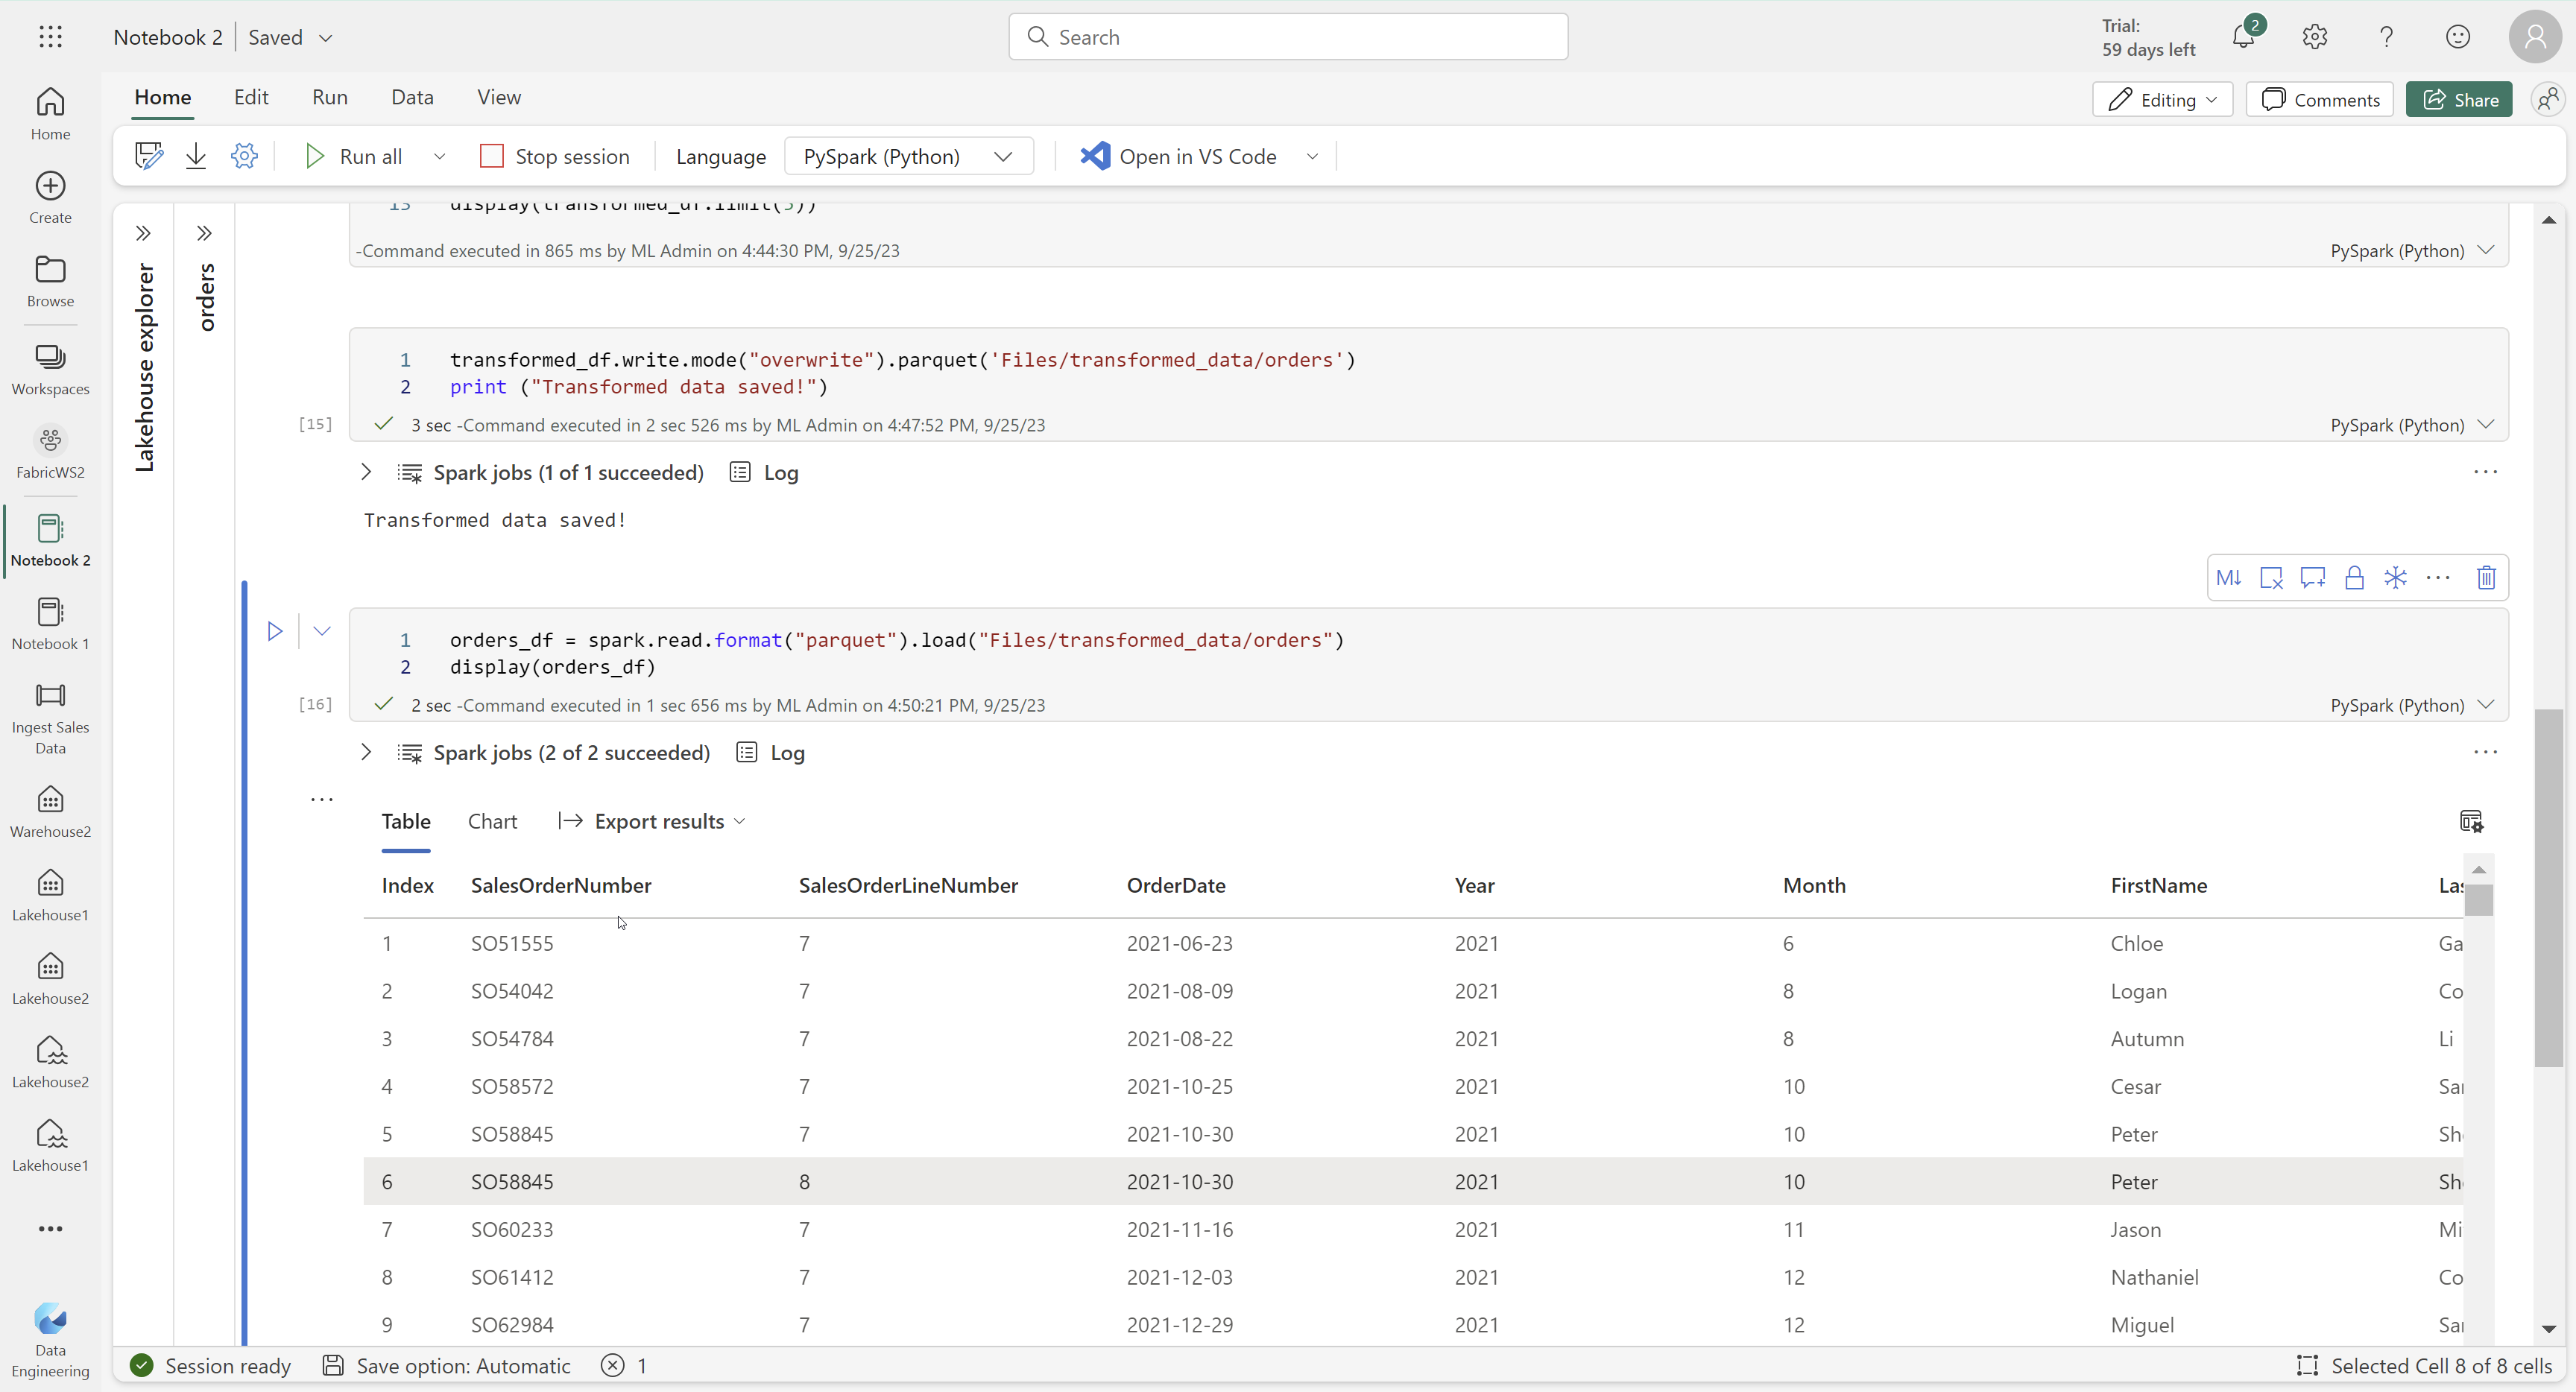 Notebook 2 Saved
Search
Trial:
59 days left
2
Home Edit Run Data View
Editing Comments Share
Run all Stop session Language PySpark (Python) Open in VS Code
Home
Create
Browse
Workspaces
FabricWS2
Notebook 2
Notebook 1
Ingest Sales
Data
Warehouse2
Lakehouse1
Lakehouse2
Lakehouse2
Lakehouse1
Data
Engineering
Lakehouse explorer
orders
13 display(transformed_df.limit(5))
-Command executed in 865 ms by ML Admin on 4:44:30 PM, 9/25/23 PySpark (Python)
1 transformed_df.write.mode("overwrite").parquet('Files/transformed_data/orders')
2 print ("Transformed data saved!")
[15] 3 sec -Command executed in 2 sec 526 ms by ML Admin on 4:47:52 PM, 9/25/23 PySpark (Python)
Spark jobs (1 of 1 succeeded) Log
Transformed data saved!
M↓
1 orders_df = spark.read.format("parquet").load("Files/transformed_data/orders")
2 display(orders_df)
[16] 2 sec -Command executed in 1 sec 656 ms by ML Admin on 4:50:21 PM, 9/25/23 PySpark (Python)
Spark jobs (2 of 2 succeeded) Log
Table Chart Export results
Index SalesOrderNumber SalesOrderLineNumber OrderDate Year Month FirstName Las
1 SO51555 7 2021-06-23 2021 6 Chloe Ga
2 SO54042 7 2021-08-09 2021 8 Logan Co
3 SO54784 7 2021-08-22 2021 8 Autumn Li
4 SO58572 7 2021-10-25 2021 10 Cesar Sa
5 SO58845 7 2021-10-30 2021 10 Peter Sh
6 SO58845 8 2021-10-30 2021 10 Peter Sh
7 SO60233 7 2021-11-16 2021 11 Jason Mi
8 SO61412 7 2021-12-03 2021 12 Nathaniel Co
9 SO62984 7 2021-12-29 2021 12 Miguel Sa
Session ready Save option: Automatic 1 Selected Cell 8 of 8 cells